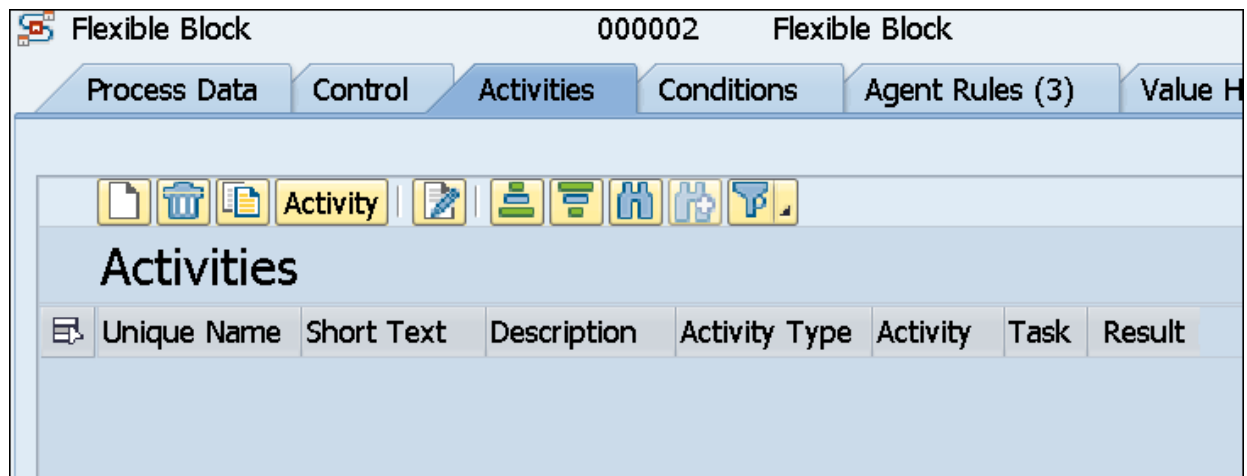 Flexible Block 000002 Flexible Block
Process Data Control Activities Conditions Agent Rules (3) Value H
Activity
Activities
Unique Name Short Text Description Activity Type Activity Task Result